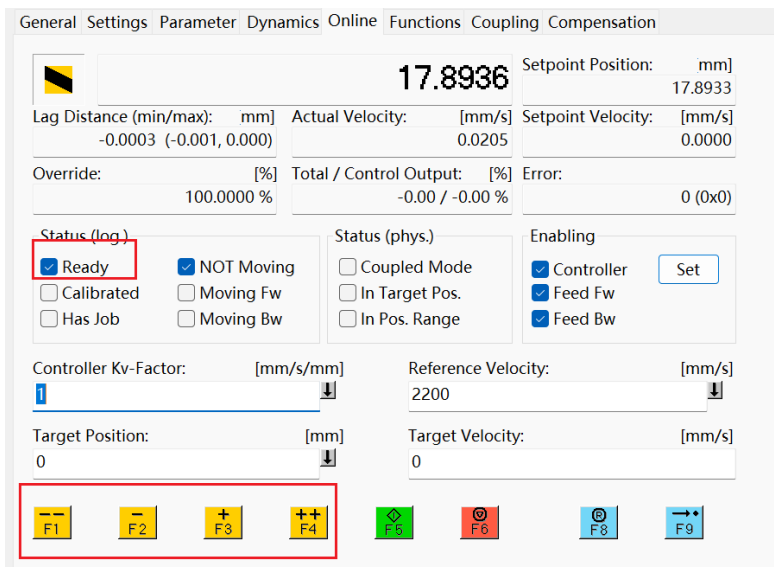 General Settings Parameter Dynamics Online Functions Coupling Compensation
17.8936
Setpoint Position: mm]
17.8933
Lag Distance (min/max): mm] Actual Velocity: [mm/s] Setpoint Velocity: [mm/s]
-0.0003 (-0.001, 0.000) 0.0205 0.0000
Override: [%] Total / Control Output: [%] Error:
100.0000 % -0.00 / -0.00 % 0 (0x0)
Status (log.) Status (phys.) Enabling
Ready NOT Moving Coupled Mode Controller Set
Calibrated Moving Fw In Target Pos. Feed Fw
Has Job Moving Bw In Pos. Range Feed Bw
Controller Kv-Factor: [mm/s/mm] Reference Velocity: [mm/s]
1 2200
Target Position: [mm] Target Velocity: [mm/s]
0 0
-- - + ++ R
F1 F2 F3 F4 F5 F6 F8 F9